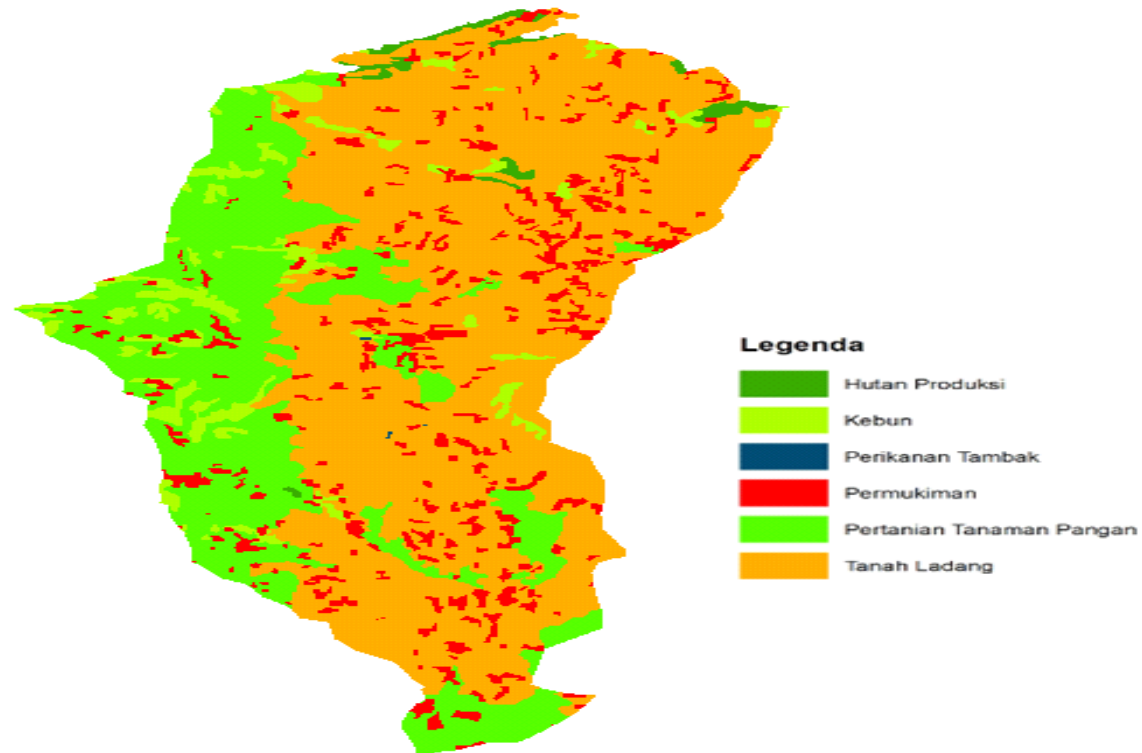 Legenda
Hutan Produksi
Kebun
Perikanan Tambak
Permukiman
Pertanian Tanaman Pangan
Tanah Ladang